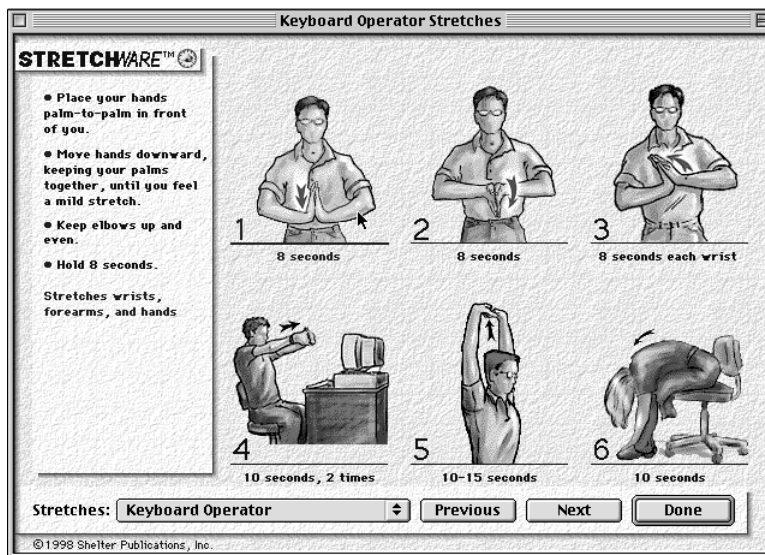 Keyboard Operator Stretches
STRETCHWARE™
• Place your hands
palm-to-palm in front
of you.
• Move hands downward,
keeping your palms
together, until you feel
a mild stretch.
• Keep elbows up and
even.
• Hold 8 seconds.
Stretches wrists,
forearms, and hands
1
8 seconds
2
8 seconds
3
8 seconds each wrist
4
10 seconds, 2 times
5
10-15 seconds
6
10 seconds
Stretches: Keyboard Operator Previous Next Done
©1998 Shelter Publications, Inc.